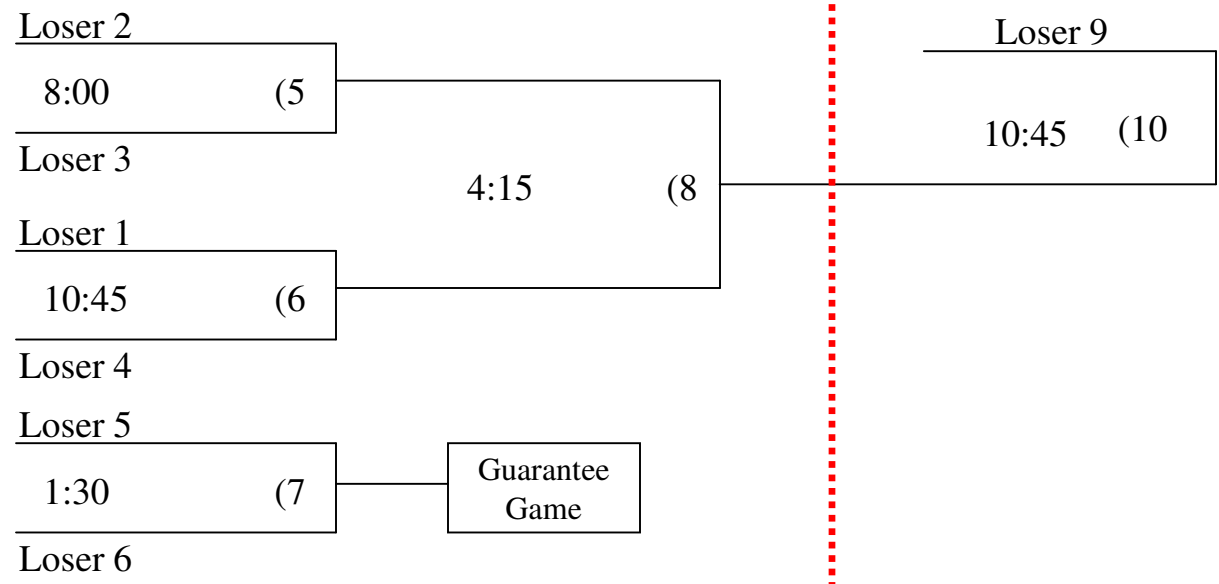 Loser 2
8:00 (5
Loser 3
Loser 1
10:45 (6
Loser 4
4:15 (8
Loser 5
1:30 (7
Loser 6
Guarantee
Game
Loser 9
10:45 (10